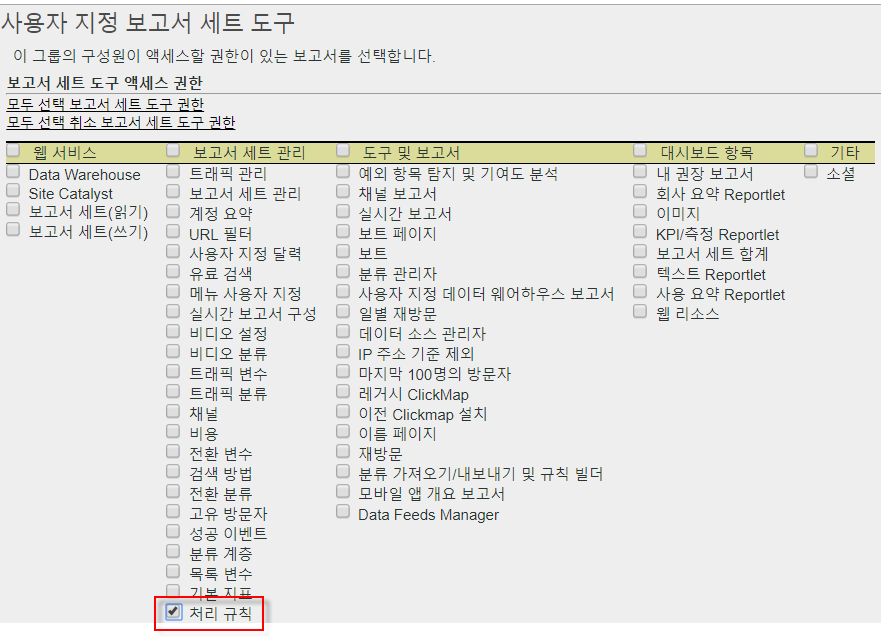 사용자 지정 보고서 세트 도구
이 그룹의 구성원이 액세스할 권한이 있는 보고서를 선택합니다.
보고서 세트 도구 액세스 권한
모두 선택 보고서 세트 도구 권한
모두 선택 취소 보고서 세트 도구 권한
웹 서비스
Data Warehouse
Site Catalyst
보고서 세트(읽기)
보고서 세트(쓰기)
보고서 세트 관리
트래픽 관리
보고서 세트 관리
계정 요약
URL 필터
사용자 지정 달력
유료 검색
메뉴 사용자 지정
실시간 보고서 구성
비디오 설정
비디오 분류
트래픽 변수
트래픽 분류
채널
비용
전환 변수
검색 방법
전환 분류
고유 방문자
성공 이벤트
분류 계층
목록 변수
기본 지표
처리 규칙
도구 및 보고서
예외 항목 탐지 및 기여도 분석
채널 보고서
실시간 보고서
보트 페이지
보트
분류 관리자
사용자 지정 데이터 웨어하우스 보고서
일별 재방문
데이터 소스 관리자
IP 주소 기준 제외
마지막 100명의 방문자
레거시 ClickMap
이전 Clickmap 설치
이름 페이지
재방문
분류 가져오기/내보내기 및 규칙 빌더
모바일 앱 개요 보고서
Data Feeds Manager
대시보드 항목
내 권장 보고서
회사 요약 Reportlet
이미지
KPI/측정 Reportlet
보고서 세트 합계
텍스트 Reportlet
사용 요약 Reportlet
웹 리소스
기타
소셜